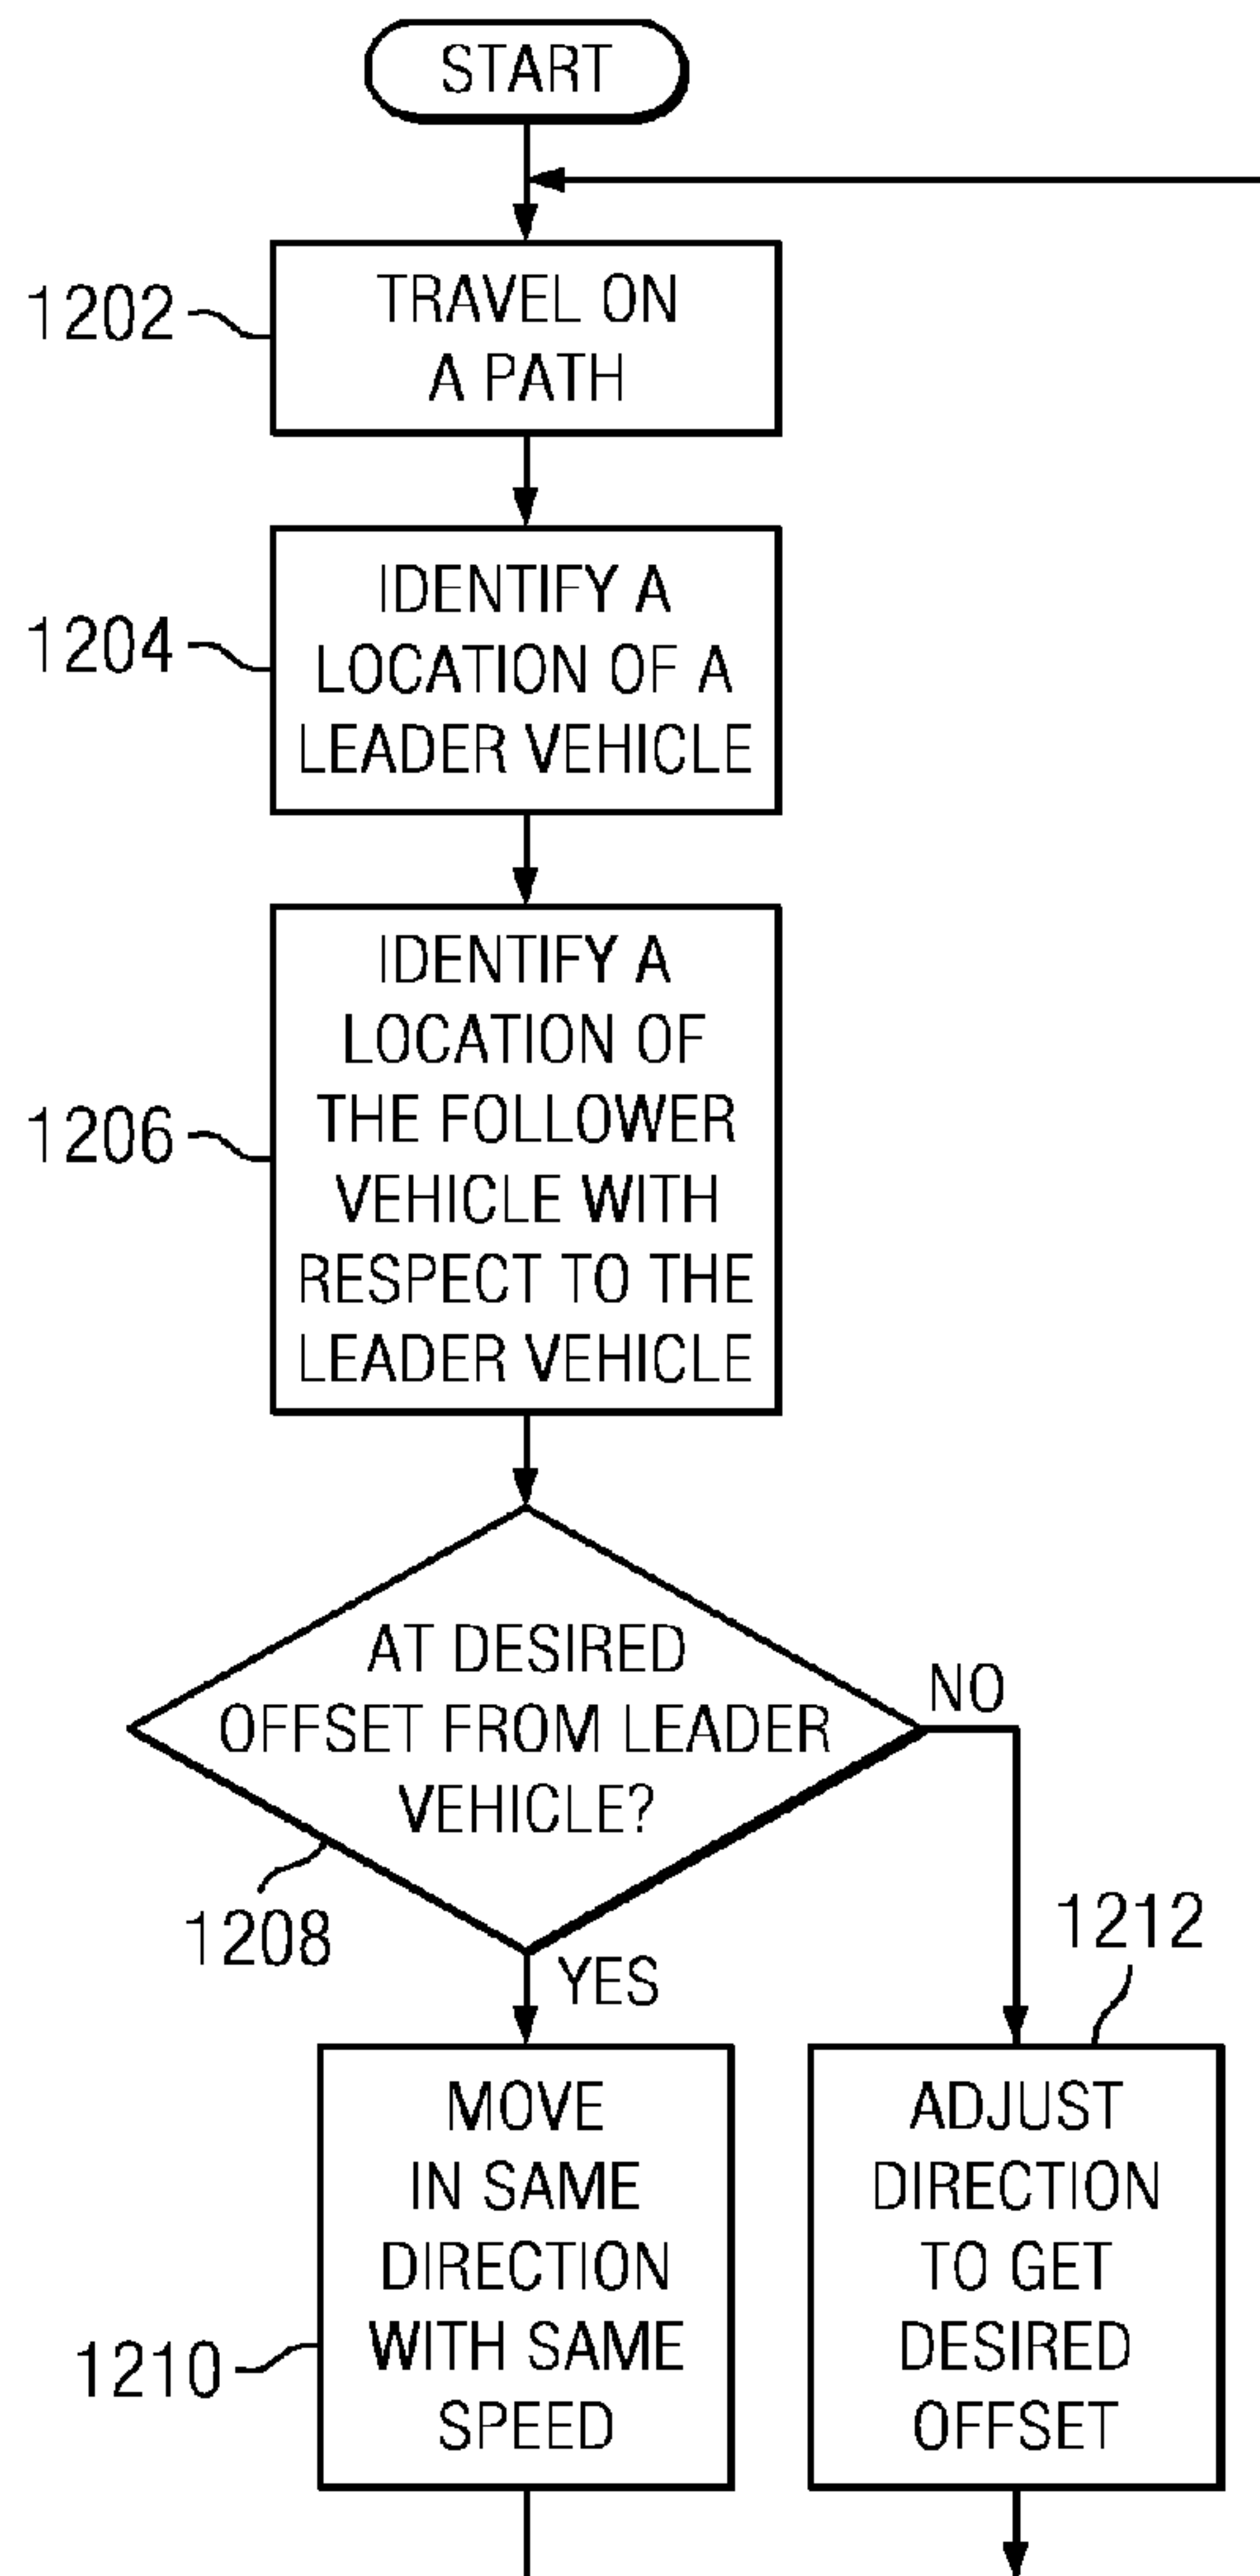 START
1202
TRAVEL ON
A PATH
1204
IDENTIFY A
LOCATION OF A
LEADER VEHICLE
1206
IDENTIFY A
LOCATION OF
THE FOLLOWER
VEHICLE WITH
RESPECT TO THE
LEADER VEHICLE
AT DESIRED
OFFSET FROM LEADER
VEHICLE?
NO
1208
YES
1212
1210
MOVE
IN SAME
DIRECTION
WITH SAME
SPEED
ADJUST
DIRECTION
TO GET
DESIRED
OFFSET